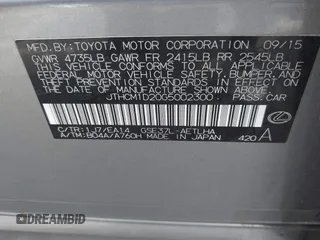 MFD.BY: TOYOTA MOTOR CORPORATION 09/15
GVWR 4735LB GAWR FR 2415LB RR 2545LB
THIS VEHICLE CONFORMS TO ALL APPLICABLE
FEDERAL MOTOR VEHICLE SAFETY, BUMPER, AND
THEFT PREVENTION STANDARDS IN EFFECT ON
THE DATE OF MANUFACTURE SHOWN ABOVE.
JTHCM1D20G5002300 PASS.CAR
C/TR: 1J7/EA14 GSE37L-AETLHA
A/TM: B04A/A760H MADE IN JAPAN 420 A
DREAMBID